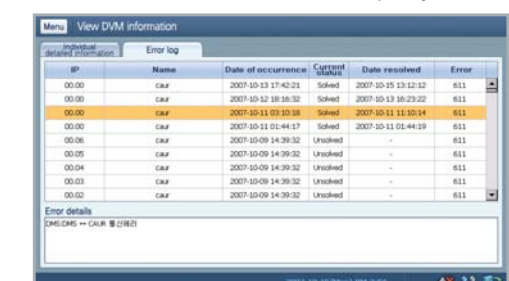 Menu View DVM information
Individual detailed information Error log
IP Name Date of occurrence Current status Date resolved Error
00.00 caur 2007-10-13 17:42:21 Solved 2007-10-15 13:12:12 611
00.00 caur 2007-10-12 18:16:32 Solved 2007-10-13 16:23:22 611
00.00 caur 2007-10-11 03:10:18 Solved 2007-10-11 11:10:14 611
00.00 caur 2007-10-11 01:44:17 Solved 2007-10-11 01:44:19 611
00.06 caur 2007-10-09 14:39:32 Unsolved - 611
00.05 caur 2007-10-09 14:39:32 Unsolved - 611
00.04 caur 2007-10-09 14:39:32 Unsolved - 611
00.03 caur 2007-10-09 14:39:32 Unsolved - 611
00.02 caur 2007-10-09 14:39:32 Unsolved - 611
Error details
DMS:DMS ↔ CAUR 통신에러